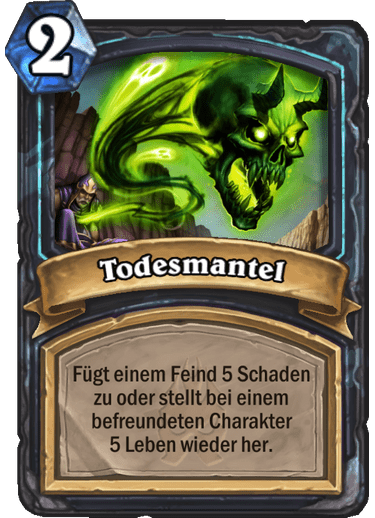 2
Todesmantel
Fügt einem Feind 5 Schaden
zu oder stellt bei einem
befreundeten Charakter
5 Leben wieder her.